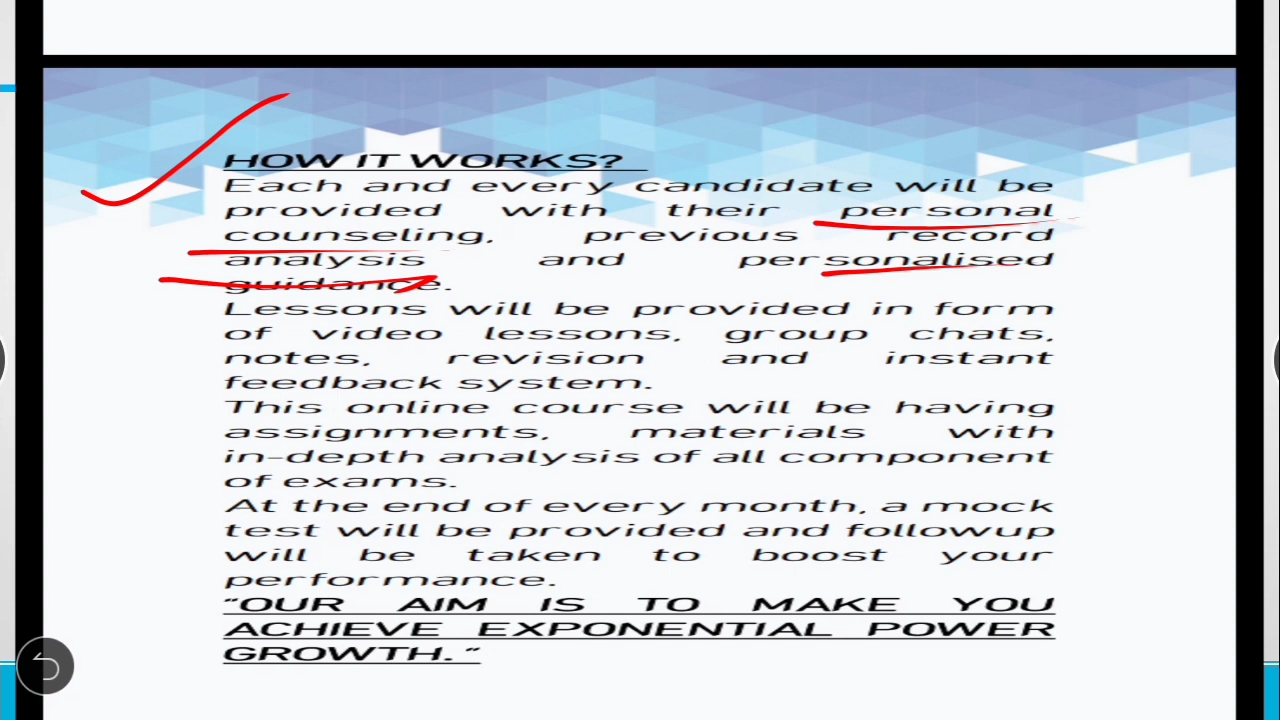 HOW IT WORKS?
Each and every candidate will be
provided with their personal
counseling, previous record
analysis and personalised
guidance.
Lessons will be provided in form
of video lessons, group chats,
notes, revision and instant
feedback system.
This online course will be having
assignments, materials with
in-depth analysis of all component
of exams.
At the end of every month, a mock
test will be provided and followup
will be taken to boost your
performance.
“OUR AIM IS TO MAKE YOU
ACHIEVE EXPONENTIAL POWER
GROWTH.“